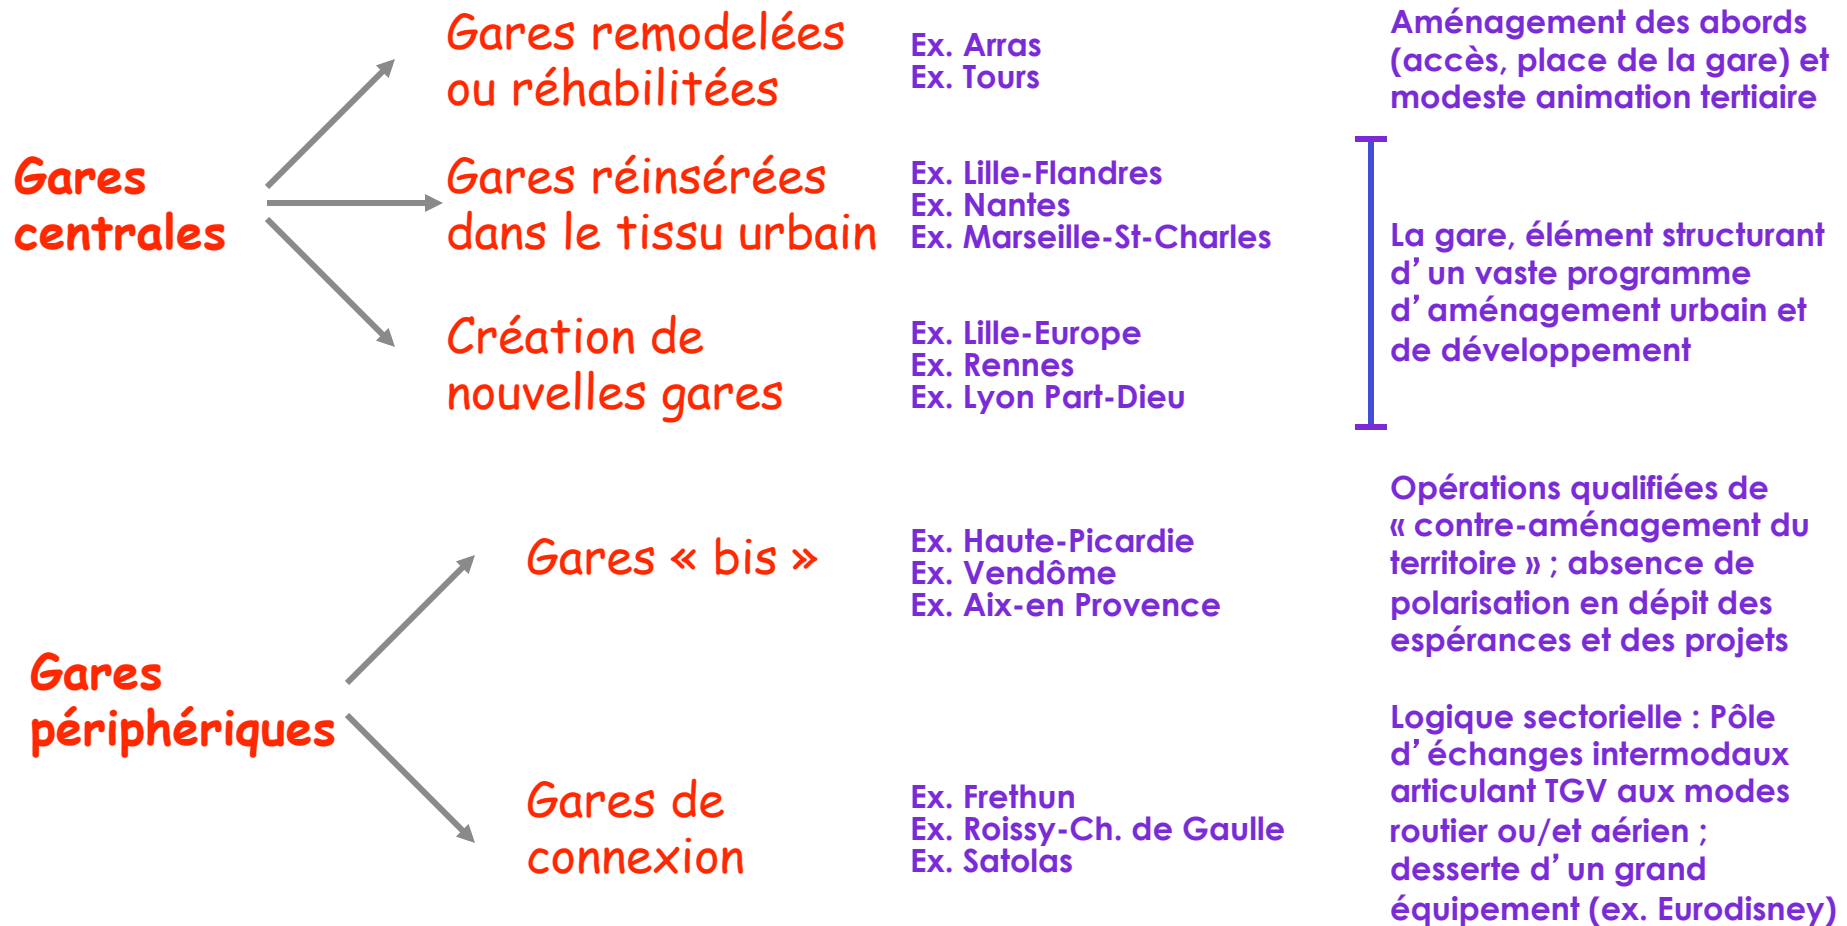 Gares
centrales
Gares remodelées
ou réhabilitées
Ex. Arras
Ex. Tours
Aménagement des abords
(accès, place de la gare) et
modeste animation tertiaire
Gares réinsérées
dans le tissu urbain
Ex. Lille-Flandres
Ex. Nantes
Ex. Marseille-St-Charles
Création de
nouvelles gares
Ex. Lille-Europe
Ex. Rennes
Ex. Lyon Part-Dieu
La gare, élément structurant
d’un vaste programme
d’aménagement urbain et
de développement
Gares
périphériques
Gares « bis »
Ex. Haute-Picardie
Ex. Vendôme
Ex. Aix-en Provence
Opérations qualifiées de
« contre-aménagement du
territoire » ; absence de
polarisation en dépit des
espérances et des projets
Gares de
connexion
Ex. Frethun
Ex. Roissy-Ch. de Gaulle
Ex. Satolas
Logique sectorielle : Pôle
d’échanges intermodaux
articulant TGV aux modes
routier ou/et aérien ;
desserte d’un grand
équipement (ex. Eurodisney)